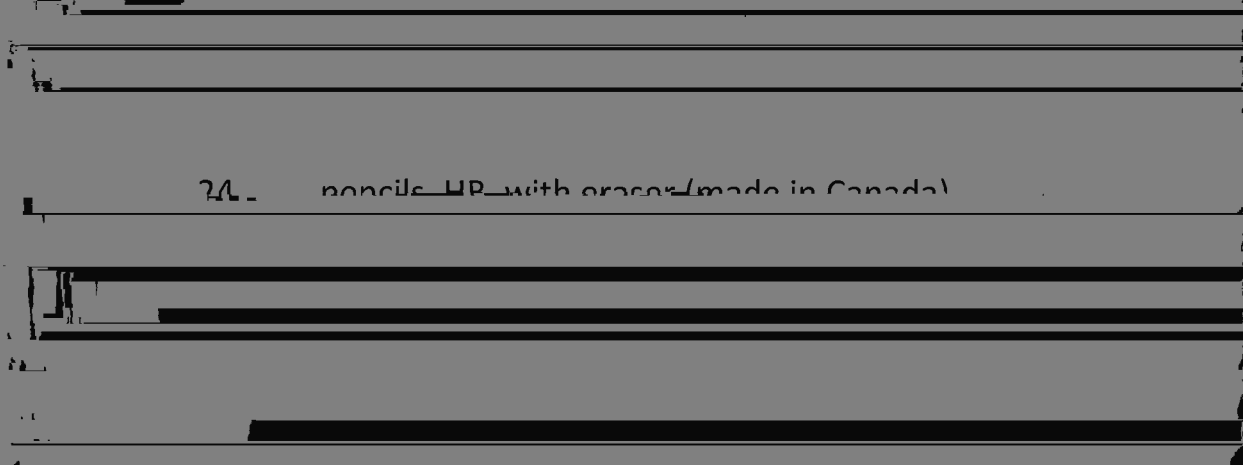 24 - pencils, HB, with eraser (made in Canada)